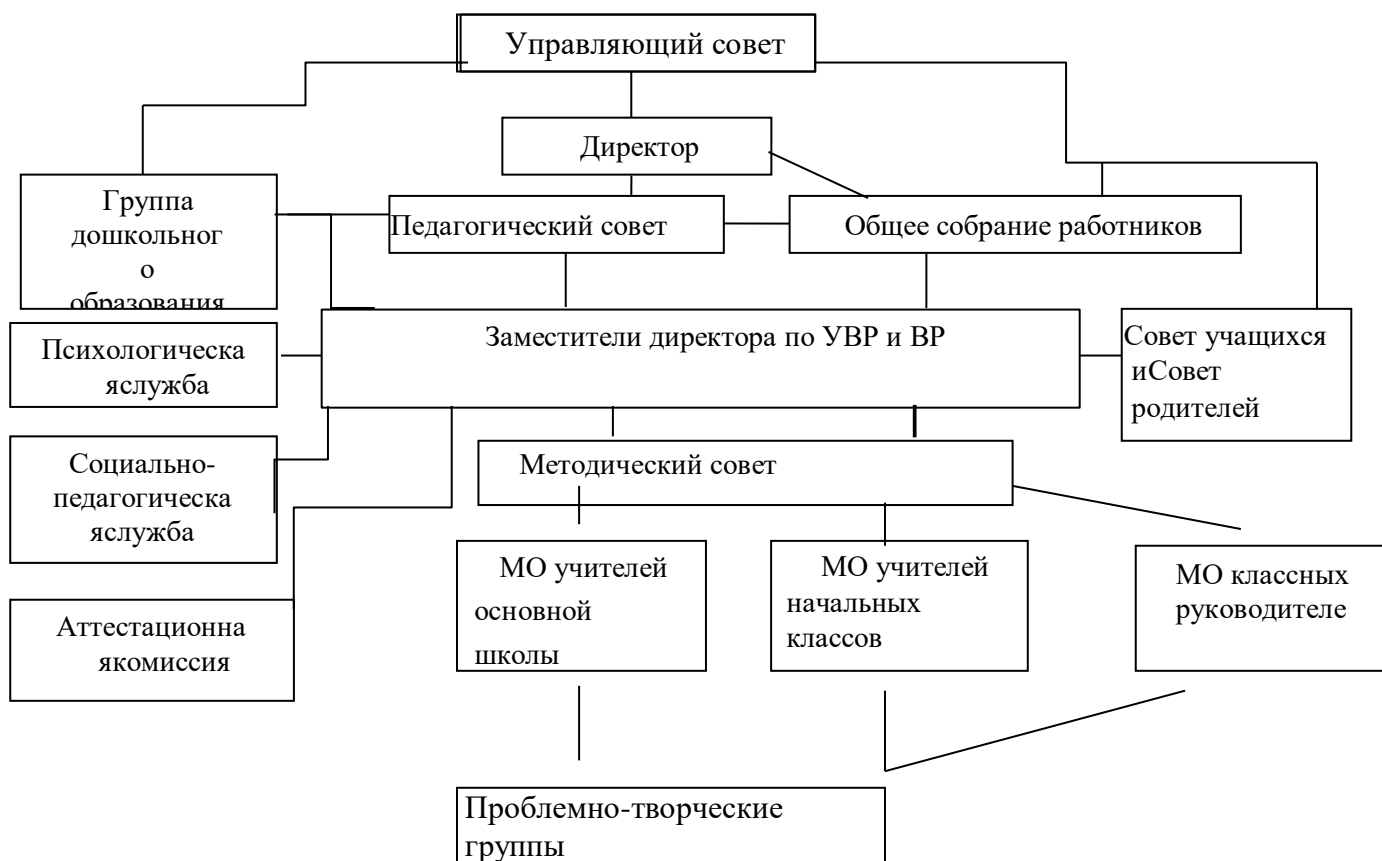 Управляющий совет
Директор
Группа
дошкольног
о
образования
Педагогический совет
Общее собрание работников
Психологическа
яслужба
Заместители директора по УВР и ВР
Совет учащихся
иСовет
родителей
Социально-
педагогическа
яслужба
Методический совет
Аттестационна
якомиссия
МО учителей
основной
школы
МО учителей
начальных
классов
МО классных
руководителе
Проблемно-творческие
группы